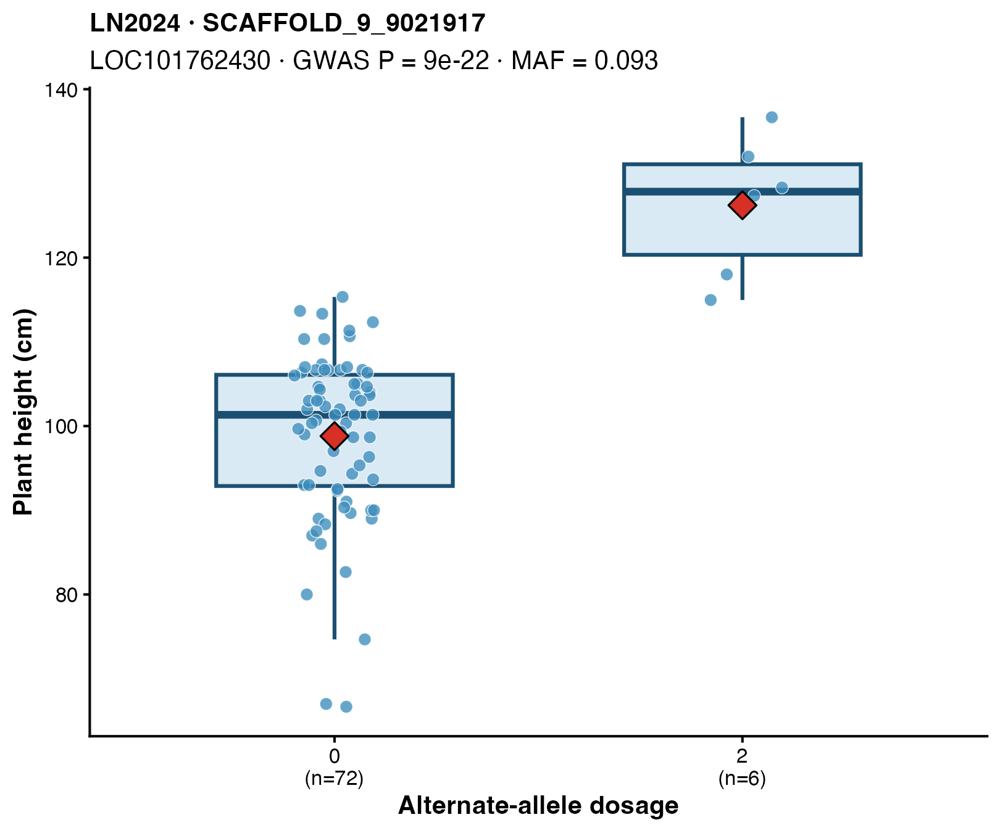 LN2024 · SCAFFOLD_9_9021917
LOC101762430 · GWAS P = 9e-22 · MAF = 0.093
Plant height (cm)
140
120
100
80
0
(n=72)
2
(n=6)
Alternate-allele dosage